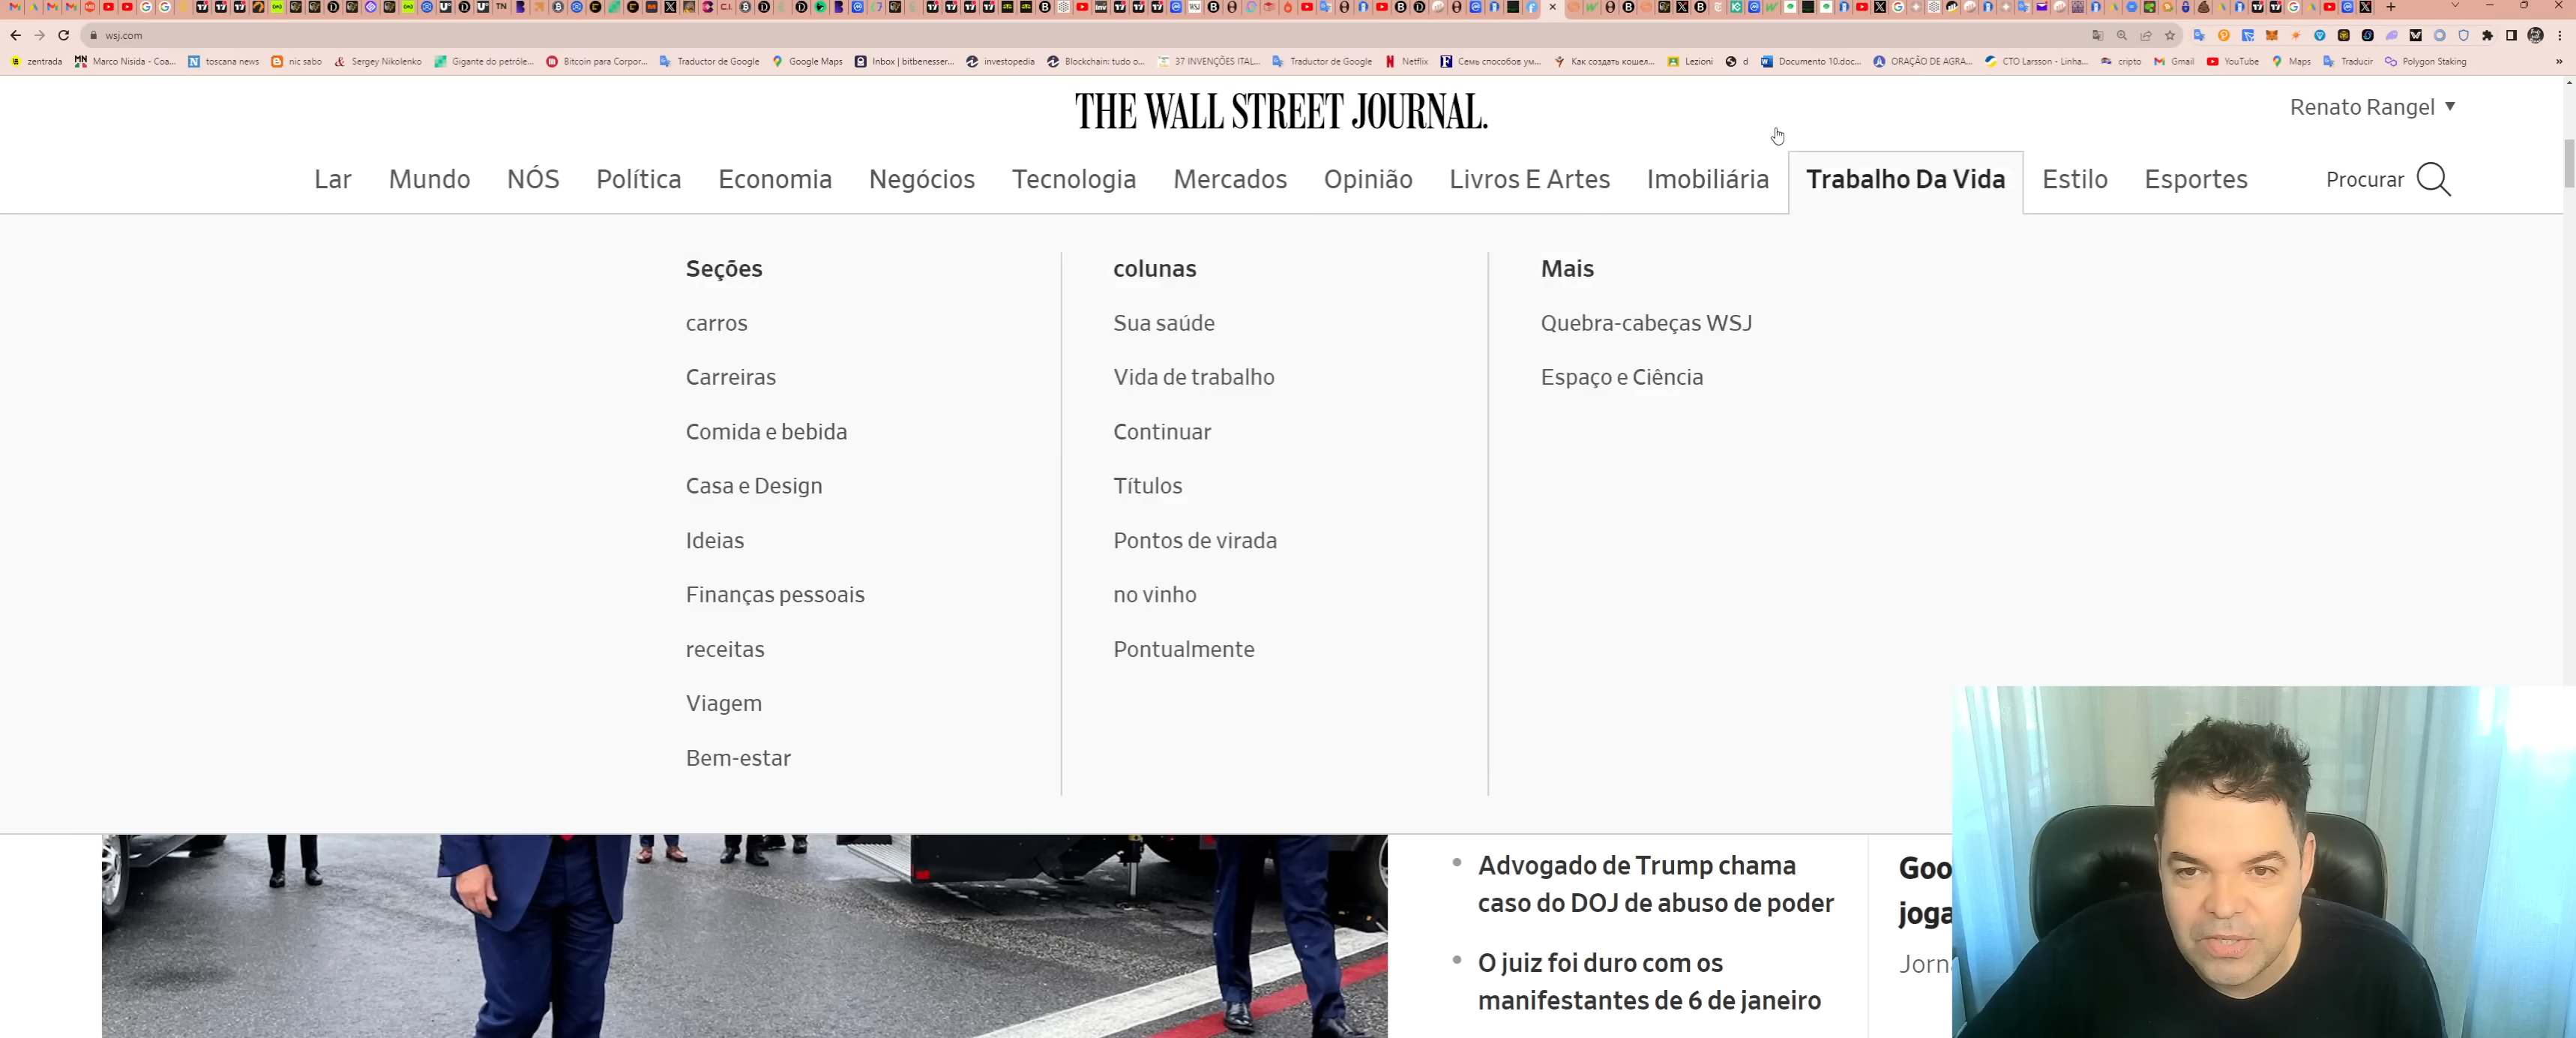 wsj.com
zentrada
Marco Nisida - Coa...
toscana news
nic sabo
Sergey Nikolenko
Gigante do petróle...
Bitcoin para Corpor...
Traductor de Google
Google Maps
Inbox | bitbenesser...
investopedia
Blockchain: tudo o...
37 INVENÇÕES ITAL...
Traductor de Google
Netflix
Семь способов ум...
Как создать кошел...
Lezioni
d
Documento 10.doc...
ORAÇÃO DE AGRA...
CTO Larsson - Linha...
cripto
Gmail
YouTube
Maps
Traducir
Polygon Staking
»
THE WALL STREET JOURNAL.
Renato Rangel
Lar
Mundo
NÓS
Política
Economia
Negócios
Tecnologia
Mercados
Opinião
Livros E Artes
Imobiliária
Trabalho Da Vida
Estilo
Esportes
Procurar
Seções
carros
Carreiras
Comida e bebida
Casa e Design
Ideias
Finanças pessoais
receitas
Viagem
Bem-estar
colunas
Sua saúde
Vida de trabalho
Continuar
Títulos
Pontos de virada
no vinho
Pontualmente
Mais
Quebra-cabeças WSJ
Espaço e Ciência
Advogado de Trump chama
caso do DOJ de abuso de poder
O juiz foi duro com os
manifestantes de 6 de janeiro
Goo
joga
Jorna